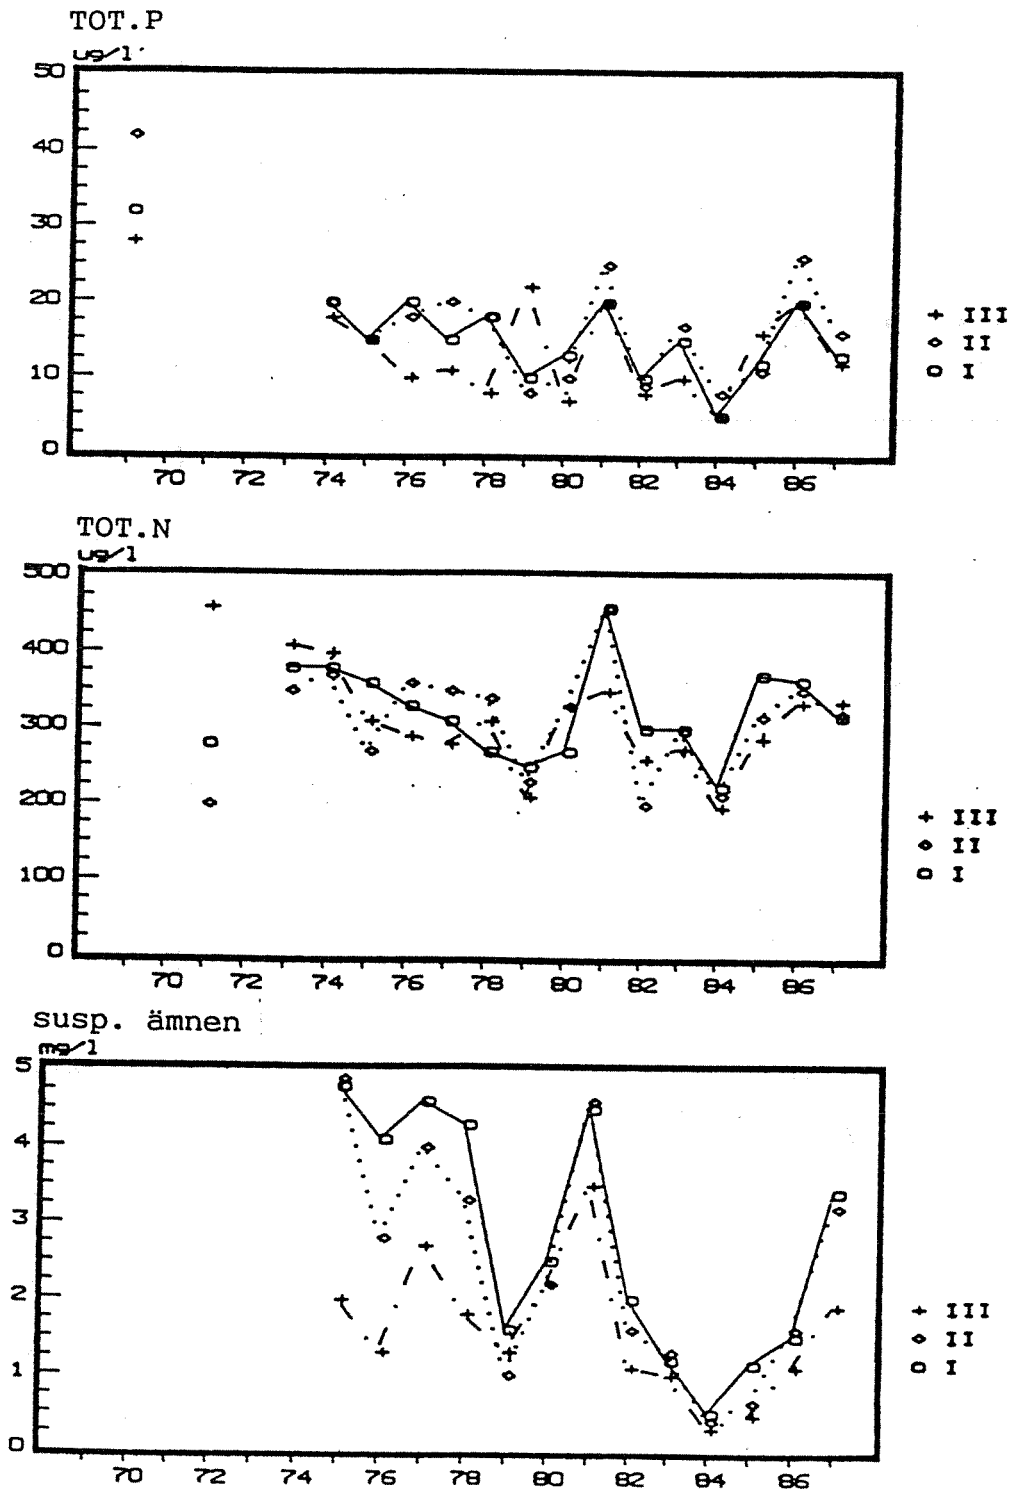 TOT.P
ug/l
50
40
30
20
10
0
70 72 74 76 78 80 82 84 86
+ III
◇ II
o I
TOT.N
ug/l
500
400
300
200
100
0
70 72 74 76 78 80 82 84 86
+ III
◇ II
o I
susp. ämnen
mg/l
5
4
3
2
1
0
70 72 74 76 78 80 82 84 86
+ III
◇ II
o I